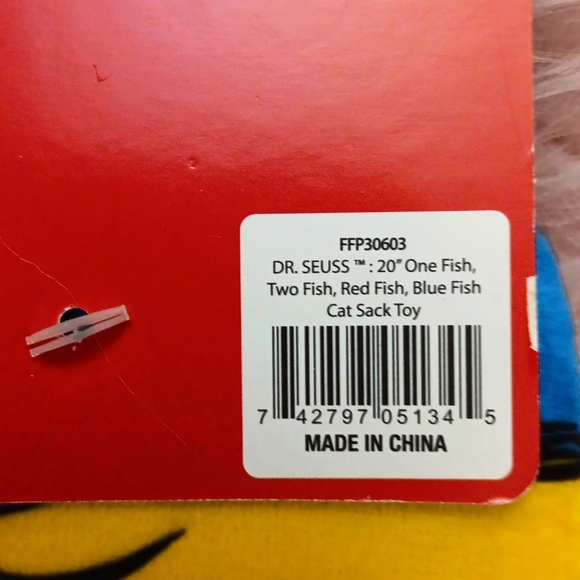 FFP30603
DR. SEUSS ™ : 20" One Fish,
Two Fish, Red Fish, Blue Fish
Cat Sack Toy
7 42797 05134 5
MADE IN CHINA